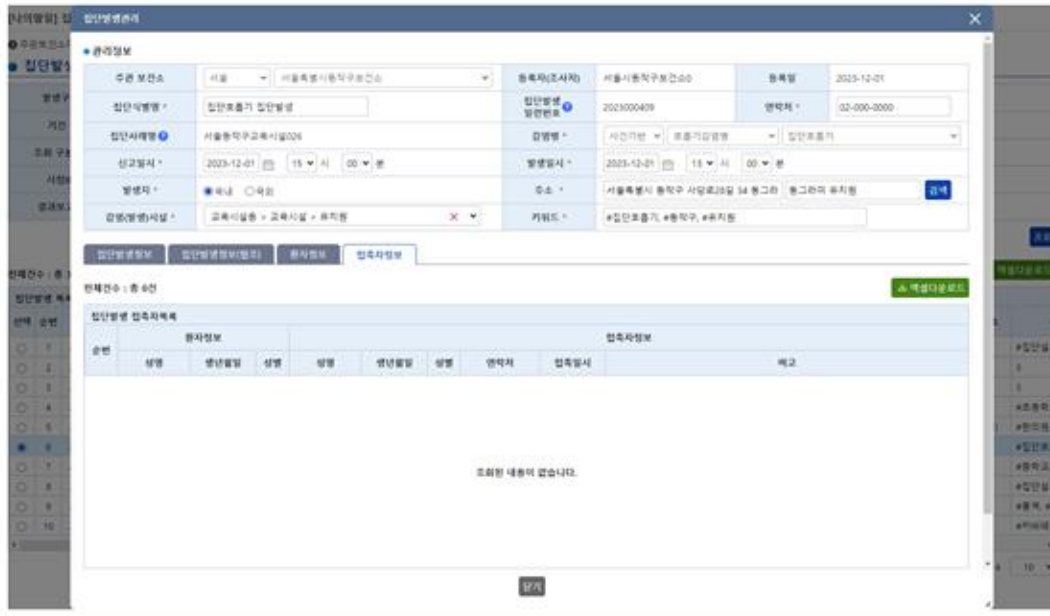 집단발생관리
관리정보
주관 보건소 서울 서울특별시동작구보건소 등록자(조사자) 서울시동작구보건소0 등록일 2023-12-01
집단식별명 * 집단호흡기 집단발생 집단발생 일련번호 2023000409 연락처 * 02-000-0000
집단사례명 서울동작구교육시설026 감염병 * 사건기반 호흡기감염병 집단호흡기
신고일시 * 2023-12-01 15 시 00 분 발생일시 * 2023-12-01 13 시 00 분
발생지 * 국내 국외 주소 * 서울특별시 동작구 사당로28길 54 동그라 동그라미 유치원 검색
감염(발생)시설 * 교육시설등 > 교육시설 > 유치원 키워드 * #집단호흡기, #동작구, #유치원
집단발생정보 집단발생정보(협조) 환자정보 접촉자정보
전체건수 : 총 0건 엑셀다운로드
집단발생 접촉자목록
순번 환자정보 접촉자정보
성명 생년월일 성별 성명 생년월일 성별 연락처 접촉일시 비고
조회된 내용이 없습니다.
닫기